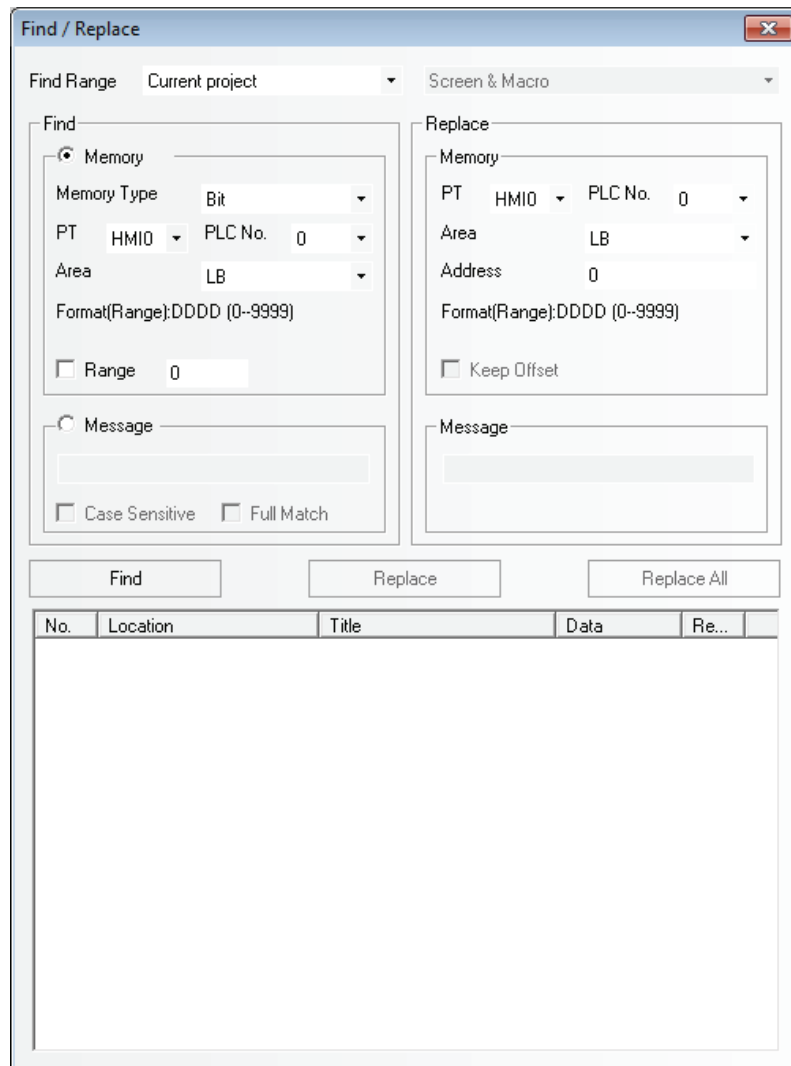 Find / Replace
Find Range Current project Screen & Macro
Find
Memory
Memory Type Bit
PT HMI0 PLC No. 0
Area LB
Format(Range):DDDD (0--9999)
Range 0
Message
Case Sensitive Full Match
Replace
Memory
PT HMI0 PLC No. 0
Area LB
Address 0
Format(Range):DDDD (0--9999)
Keep Offset
Message
Find Replace Replace All
No. Location Title Data Re...